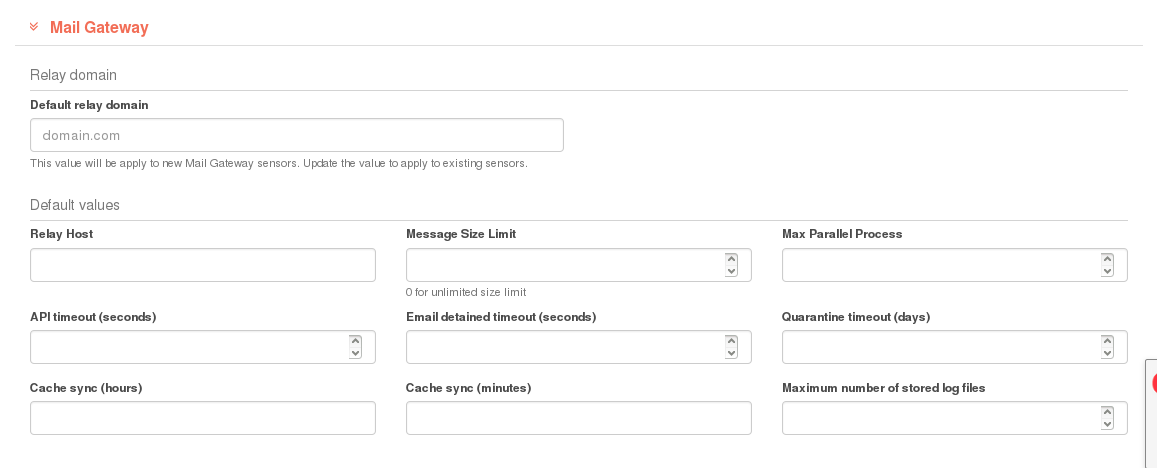 Mail Gateway
Relay domain
Default relay domain
domain.com
This value will be apply to new Mail Gateway sensors. Update the value to apply to existing sensors.
Default values
Relay Host
Message Size Limit
Max Parallel Process
0 for unlimited size limit
API timeout (seconds)
Email detained timeout (seconds)
Quarantine timeout (days)
Cache sync (hours)
Cache sync (minutes)
Maximum number of stored log files